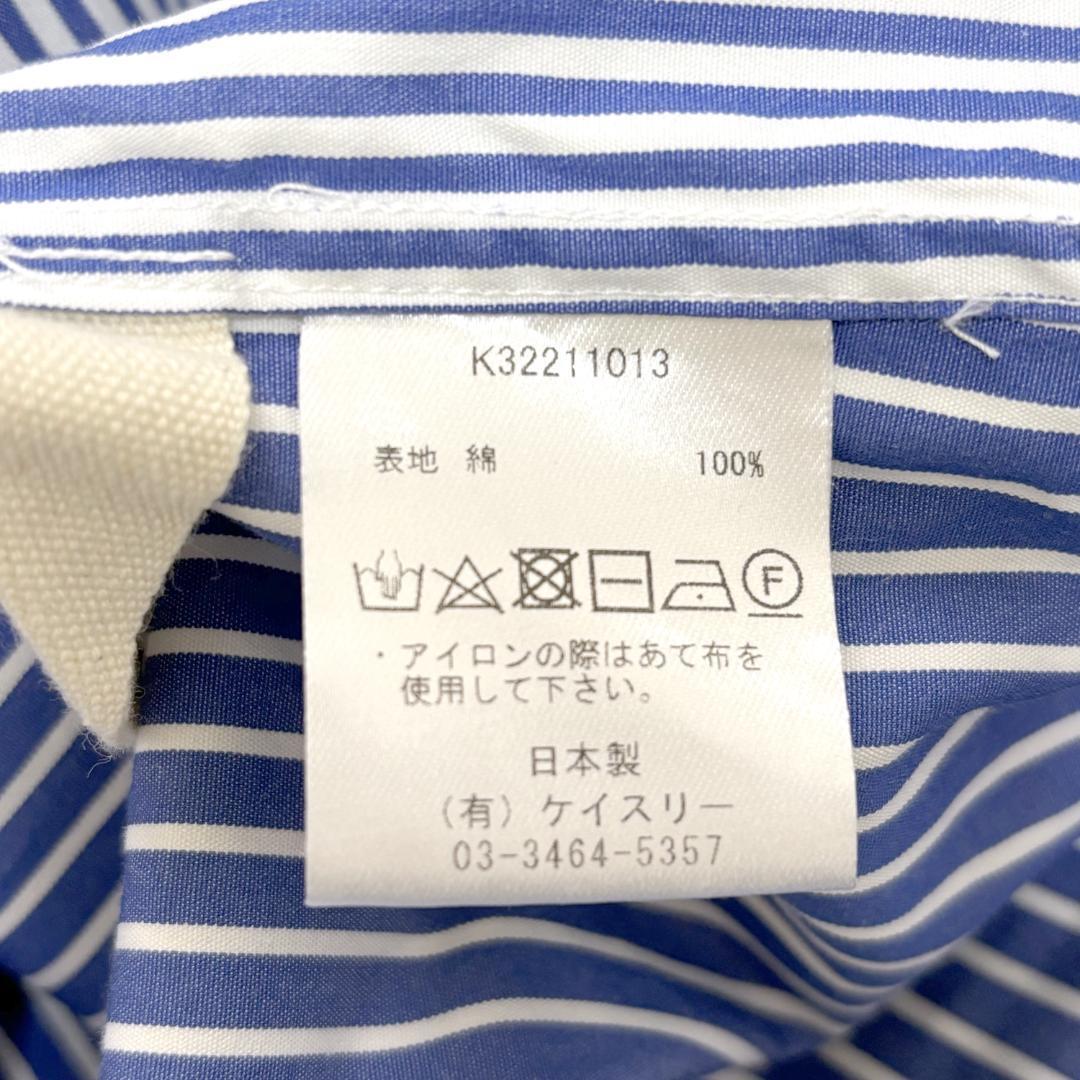 K32211013
表地 綿 100%
F
・アイロンの際はあて布を
使用して下さい。
日本製
(有)ケイスリー
03-3464-5357